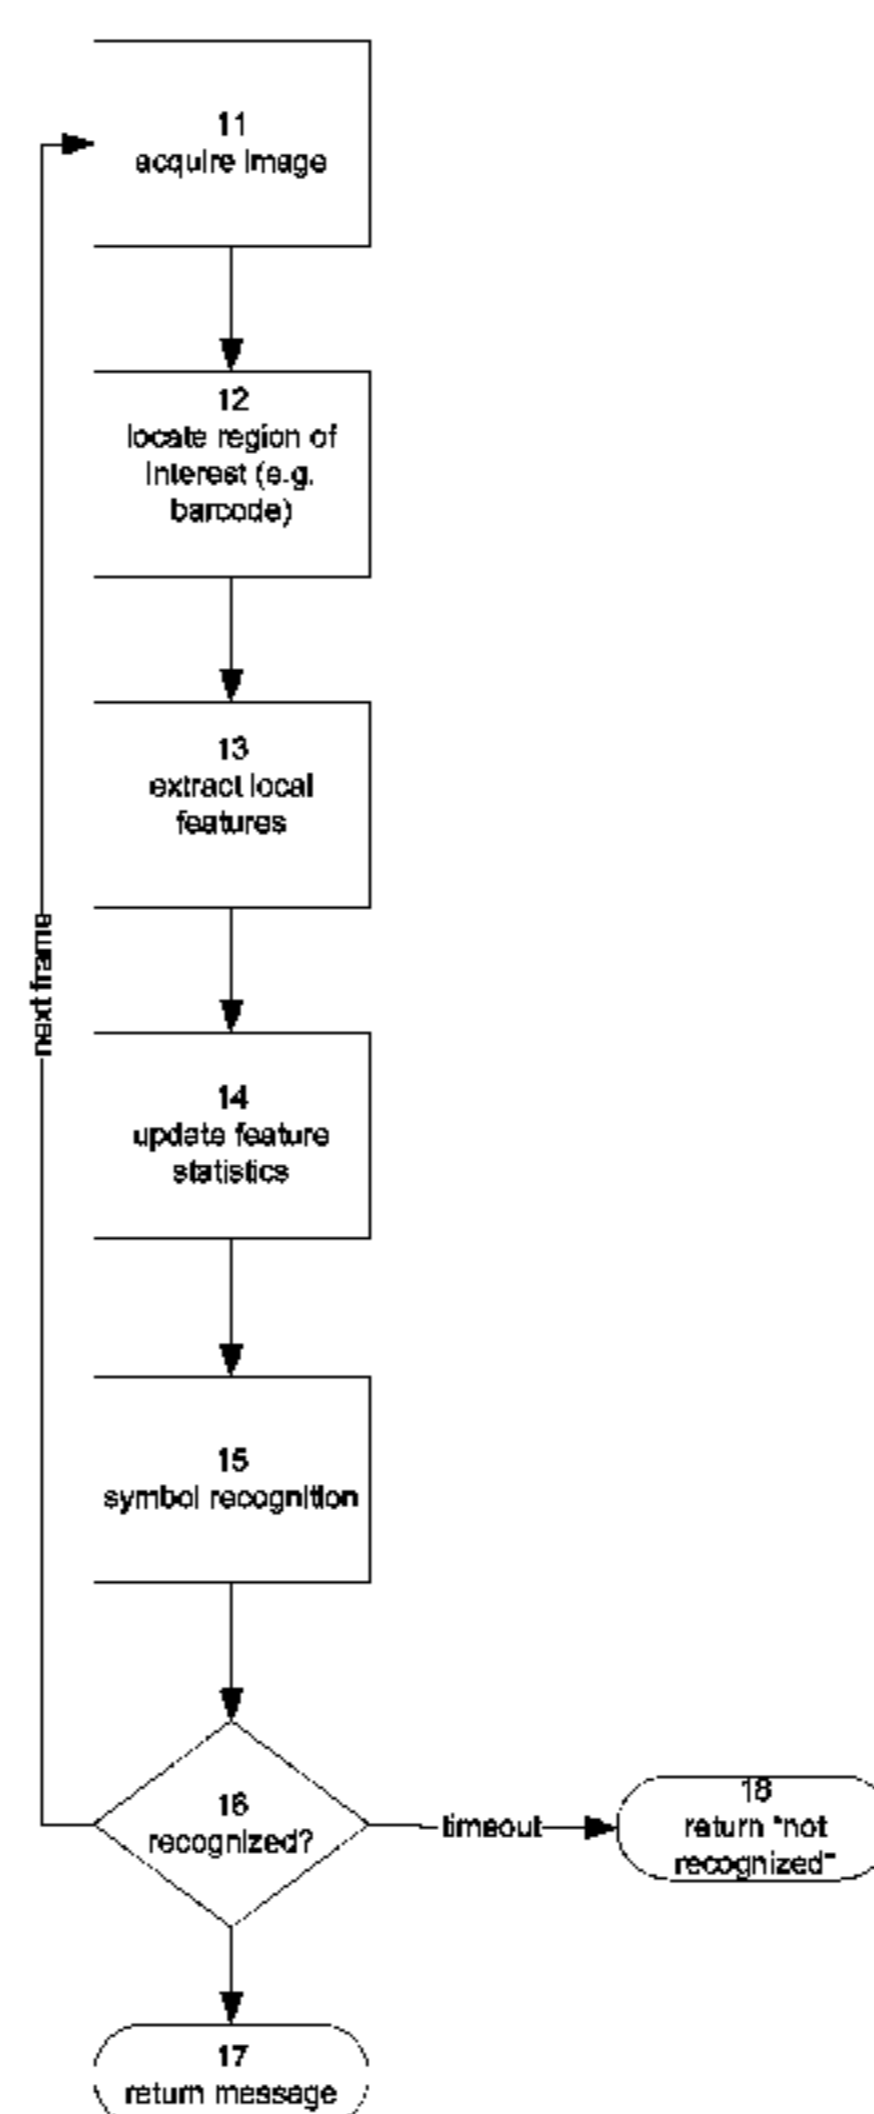 11
acquire image
12
locate region of
interest (e.g.
barcode)
13
extract local
features
next frame
14
update feature
statistics
15
symbol recognition
16
recognized?
timeout
18
return "not
recognized"
17
return message